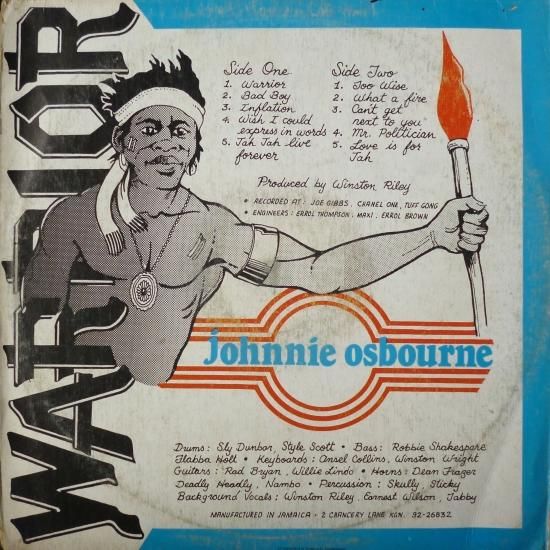 WARRIOR
Side One
1. Warrior
2. Bad Boy
3. Inflation
4. Wish I could
express in words
5. Jah Jah live
forever
Side Two
1. Too Wise
2. What a fire
3. Can't get
next to you
4. Mr. Politician
5. Love is for
Jah
Produced by Winston Riley
• RECORDED AT: JOE GIBBS, CHANEL ONE, TUFF GONG
• ENGINEERS: ERROL THOMPSON, MAXI, ERROL BROWN
johnnie osbourne
Drums: Sly Dunbar, Style Scott • Bass: Robbie Shakespare
Flabba Holt • Keyboards: Ansel Collins, Winston Wright
Guitars: Rad Bryan, Willie Lindo • Horns: Dean Frazer
Deadly Headly, Nambo • Percussion: Skully, Sticky
Background Vocals: Winston Riley, Earnest Wilson, Tabby
MANUFACTURED IN JAMAICA - 2 CHANCERY LANE KGN. 92-26832